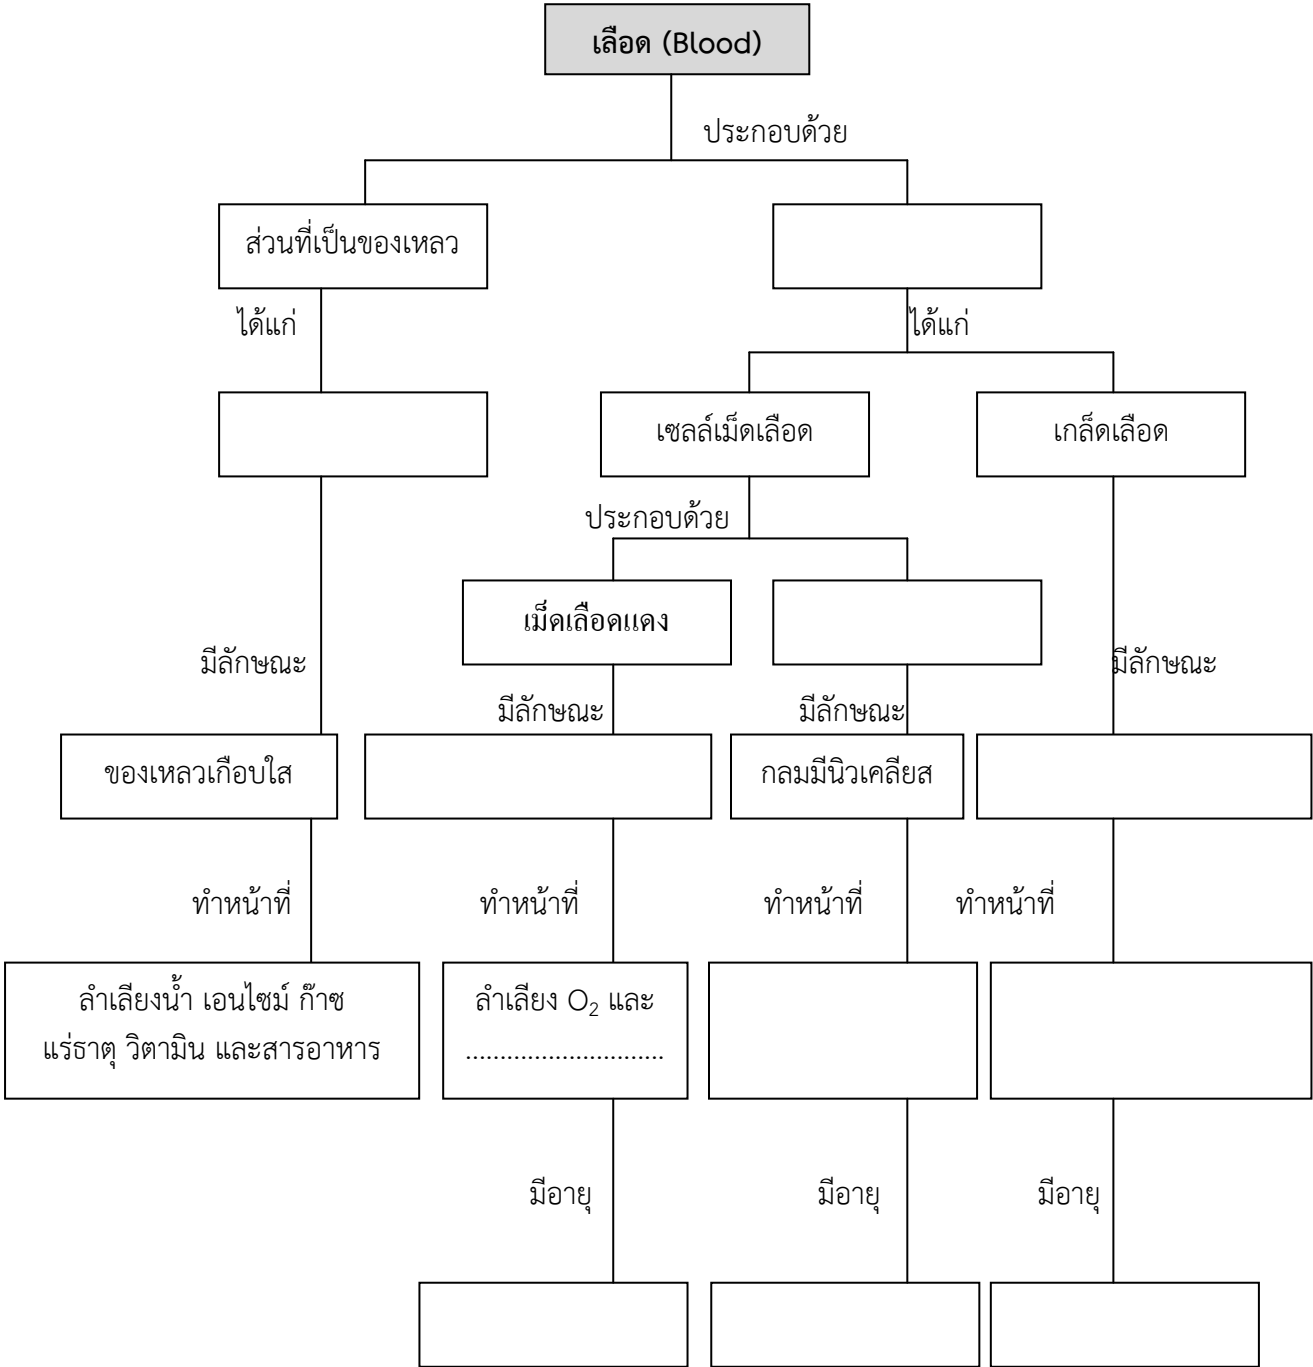 เลือด (Blood)
ประกอบด้วย
ส่วนที่เป็นของเหลว
ได้แก่
ได้แก่
เซลล์เม็ดเลือด
เกล็ดเลือด
ประกอบด้วย
เม็ดเลือดแดง
มีลักษณะ
มีลักษณะ
มีลักษณะ
มีลักษณะ
ของเหลวเกือบใส
กลมมีนิวเคลียส
ทำหน้าที่
ทำหน้าที่
ทำหน้าที่
ทำหน้าที่
ลำเลียงน้ำ เอนไซม์ ก๊าซ
แร่ธาตุ วิตามิน และสารอาหาร
ลำเลียง O₂ และ
.............................
มีอายุ
มีอายุ
มีอายุ